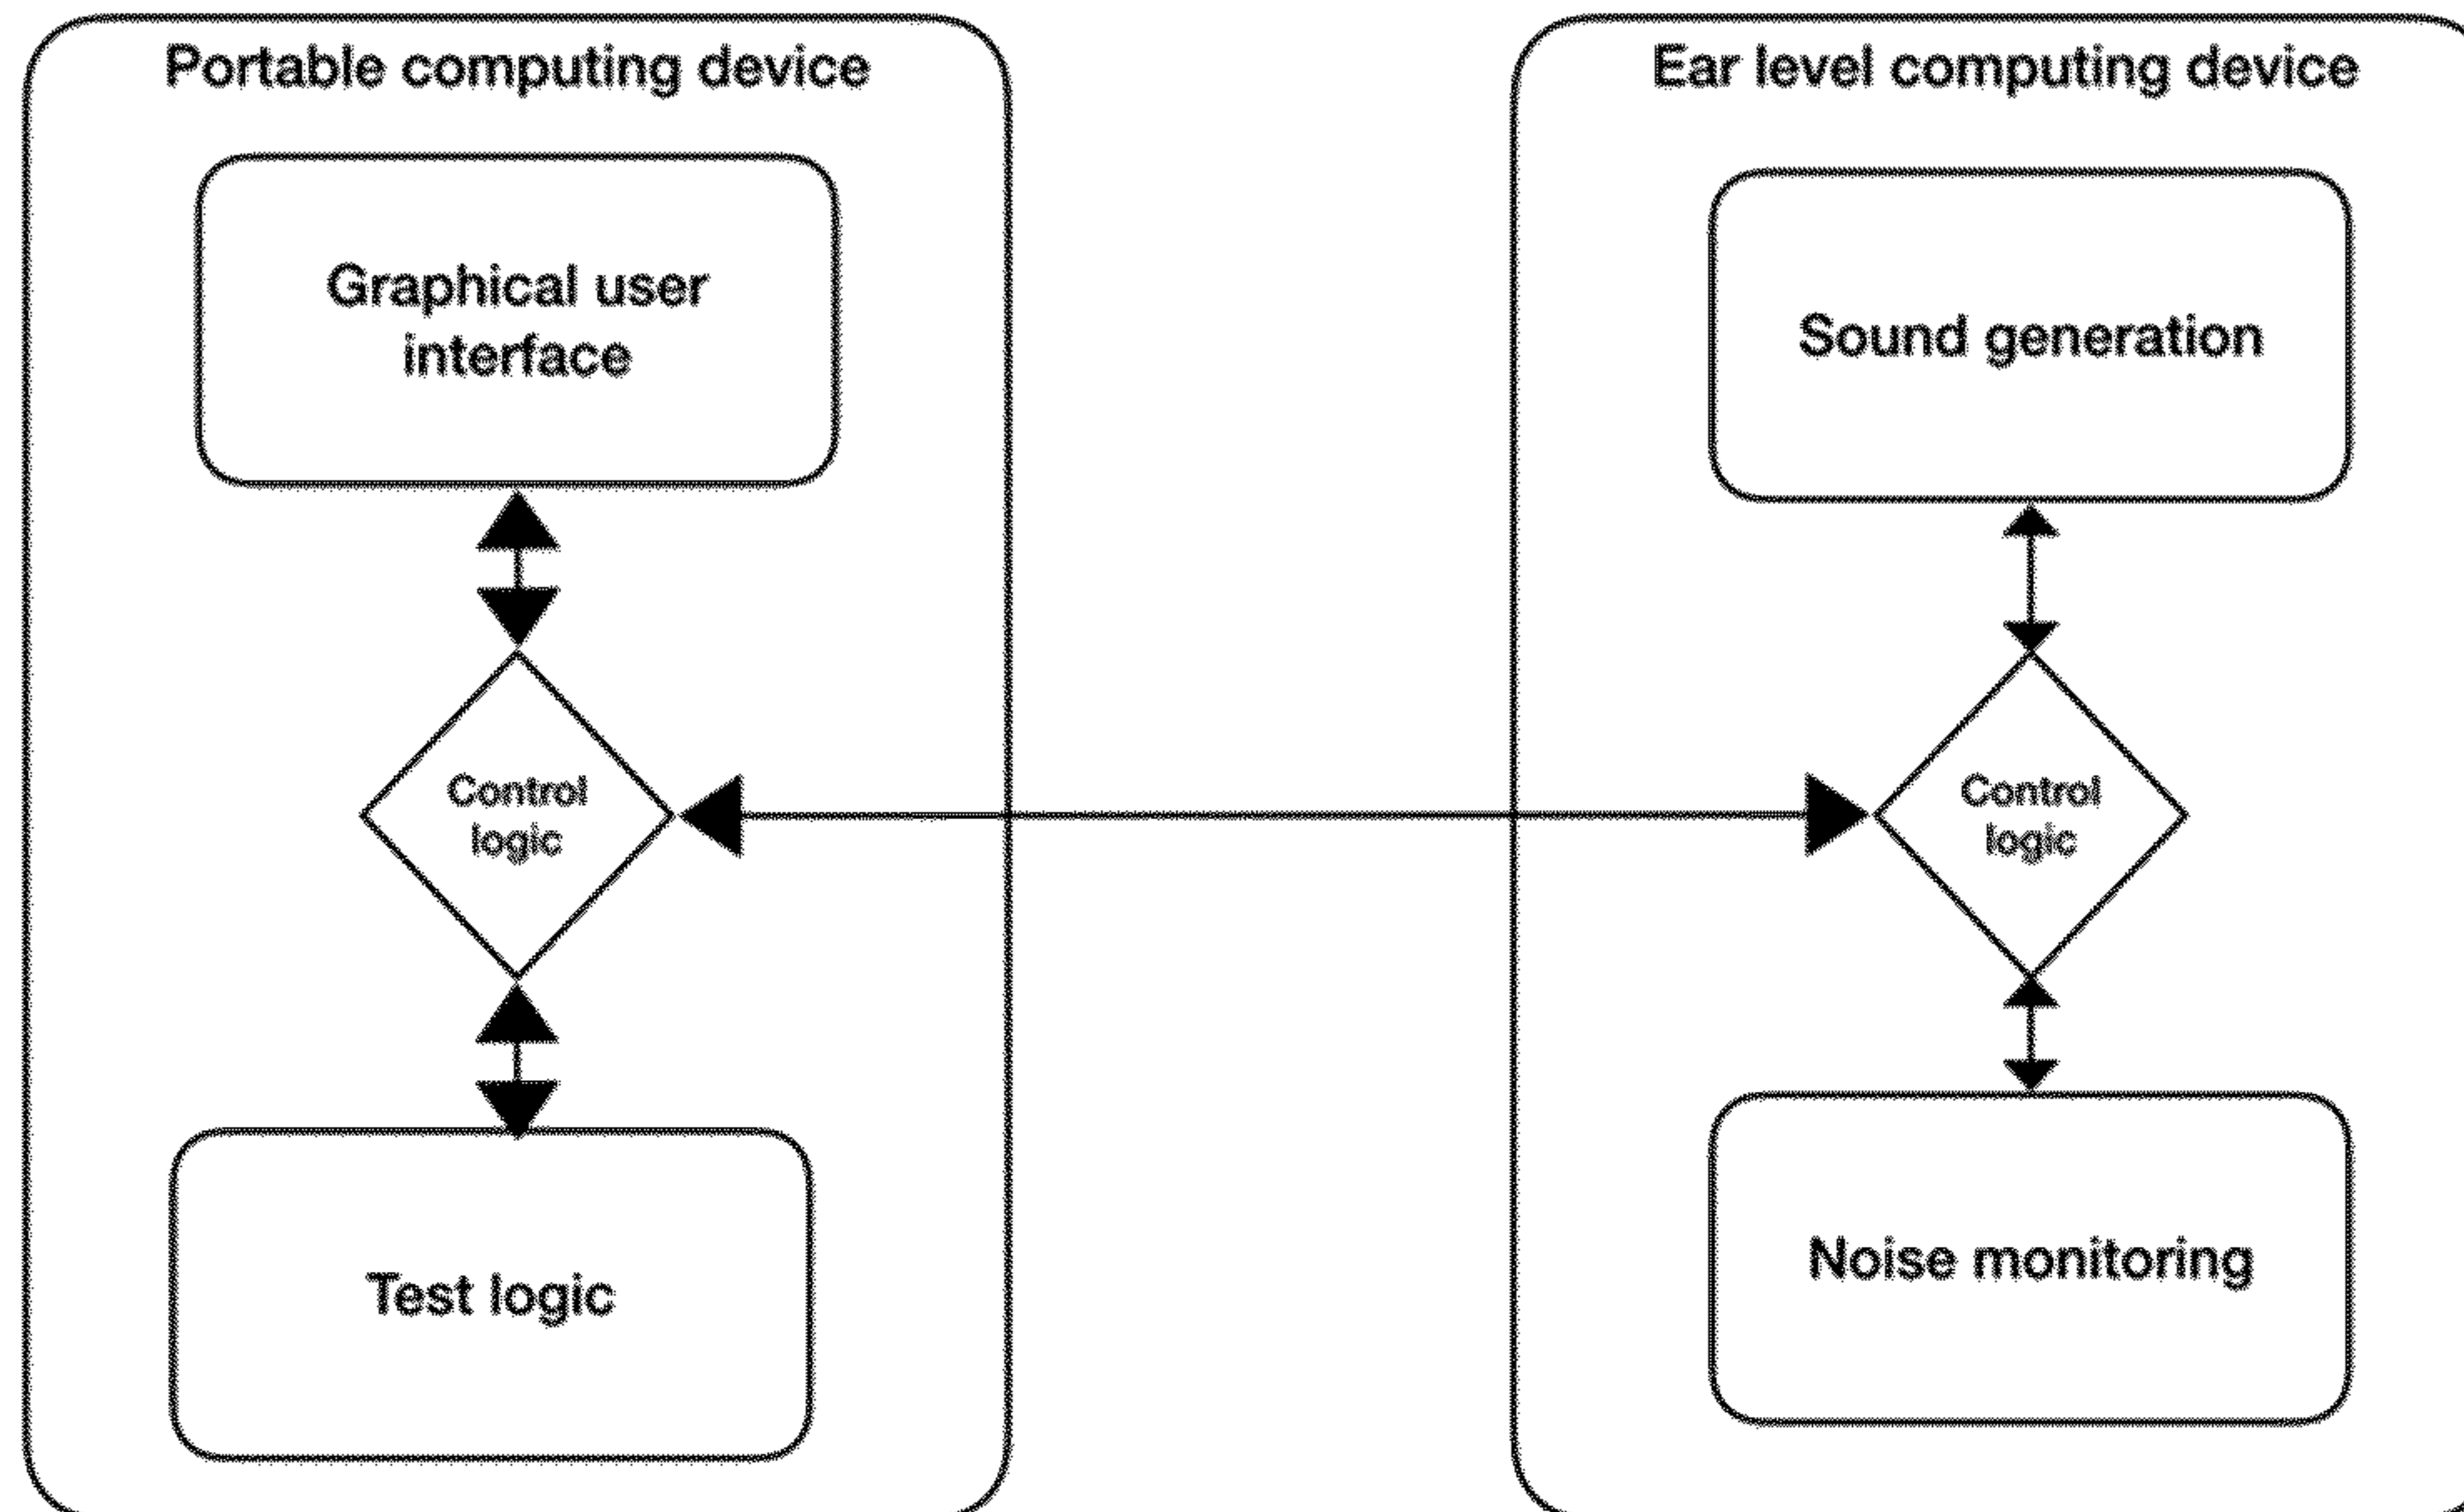 Portable computing device
Graphical user
interface
Control
logic
Test logic
Ear level computing device
Sound generation
Control
logic
Noise monitoring